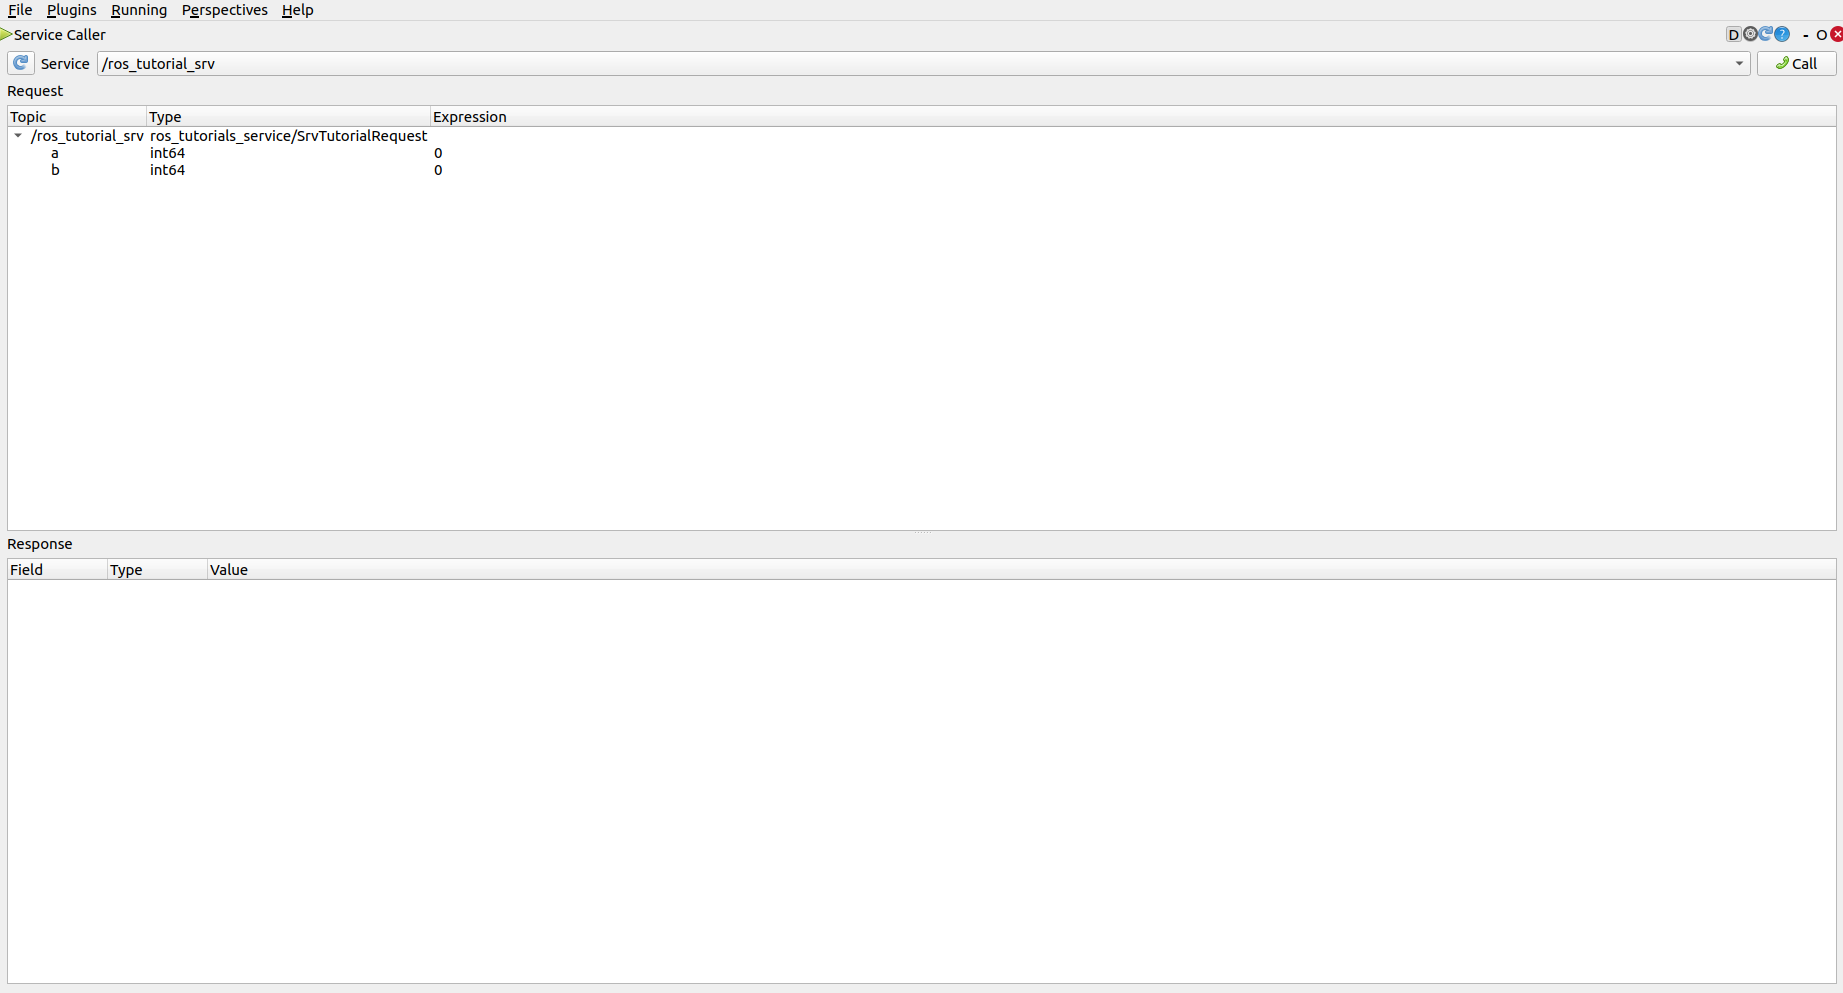 File Plugins Running Perspectives Help
Service Caller D ? - O
Service /ros_tutorial_srv Call
Request
Topic Type Expression
/ros_tutorial_srv ros_tutorials_service/SrvTutorialRequest
a int64 0
b int64 0
Response
Field Type Value